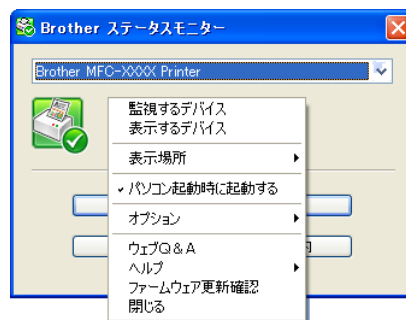 Brother ステータスモニター
Brother MFC-XXXX Printer
監視するデバイス
表示するデバイス
表示場所
パソコン起動時に起動する
オプション
ウェブQ&A
ヘルプ
ファームウェア更新確認
閉じる